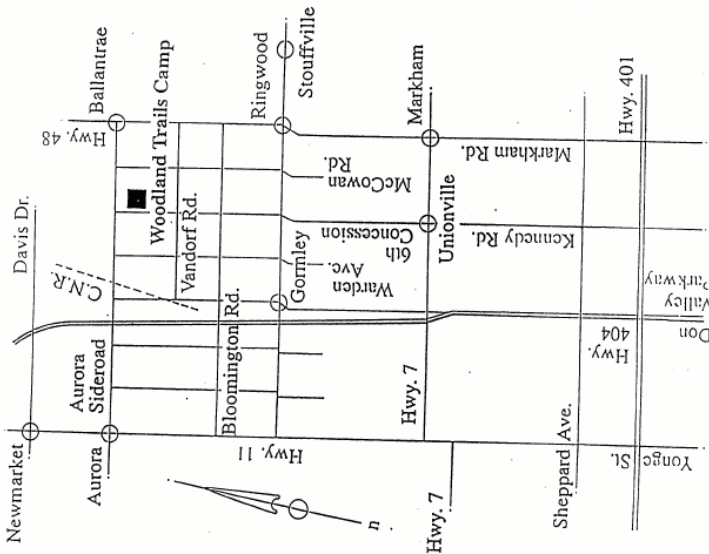 Newmarket
Davis Dr.
Aurora
Aurora
Sideroad
C.N.R.
Ballantrae
Hwy. 48
Woodland Trails Camp
Vandorf Rd.
Bloomington Rd.
Gormley
Ringwood
Stouffville
Hwy. 11
Warden
Ave.
6th
Concession
McCowan
Rd.
Hwy. 7
Hwy. 7
Unionville
Markham
Kennedy Rd.
Markham Rd.
Sheppard Ave.
Hwy.
404
Don
Valley
Parkway
Yonge
St.
Hwy. 401
n